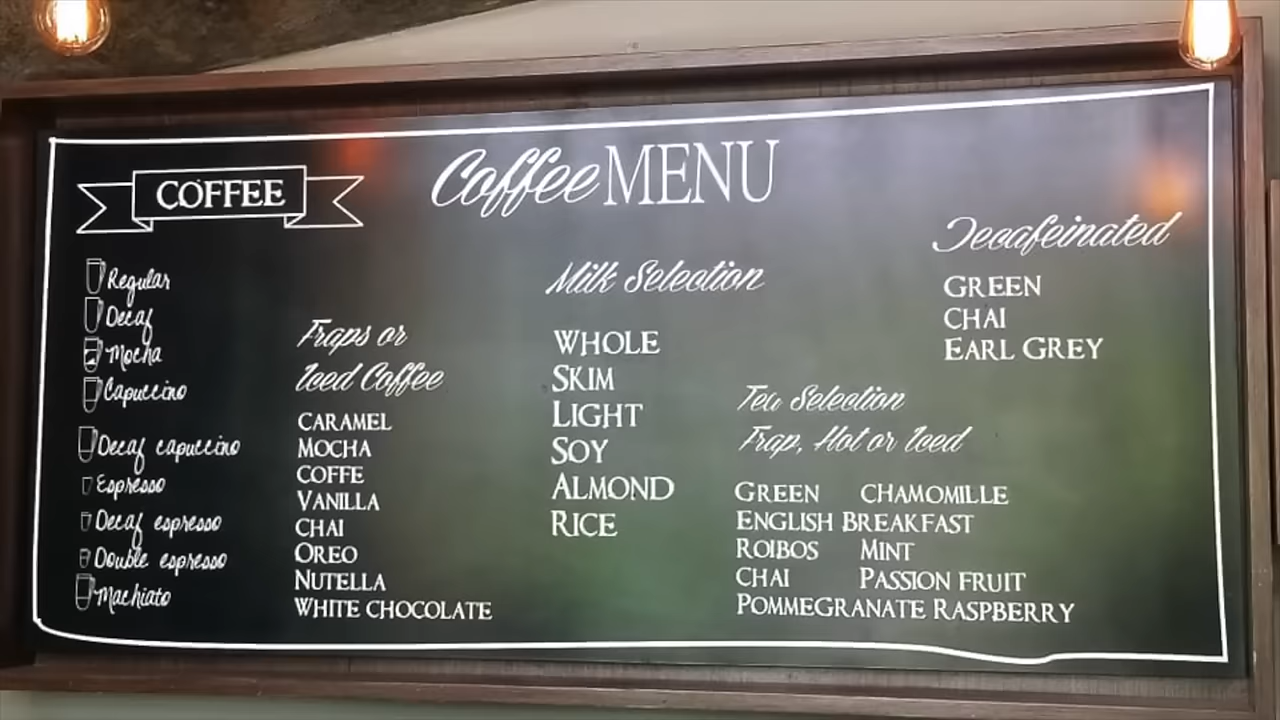 Coffee MENU
COFFEE
Regular
Decaf
Mocha
Capuccino
Decaf capuccino
Espresso
Decaf espresso
Double espresso
Machiato
Fraps or
Iced Coffee
CARAMEL
MOCHA
COFFE
VANILLA
CHAI
OREO
NUTELLA
WHITE CHOCOLATE
Milk Selection
WHOLE
SKIM
LIGHT
SOY
ALMOND
RICE
Decafeinated
GREEN
CHAI
EARL GREY
Tea Selection
Frap, Hot or Iced
GREEN CHAMOMILLE
ENGLISH BREAKFAST
ROIBOS MINT
CHAI PASSION FRUIT
POMMEGRANATE RASPBERRY